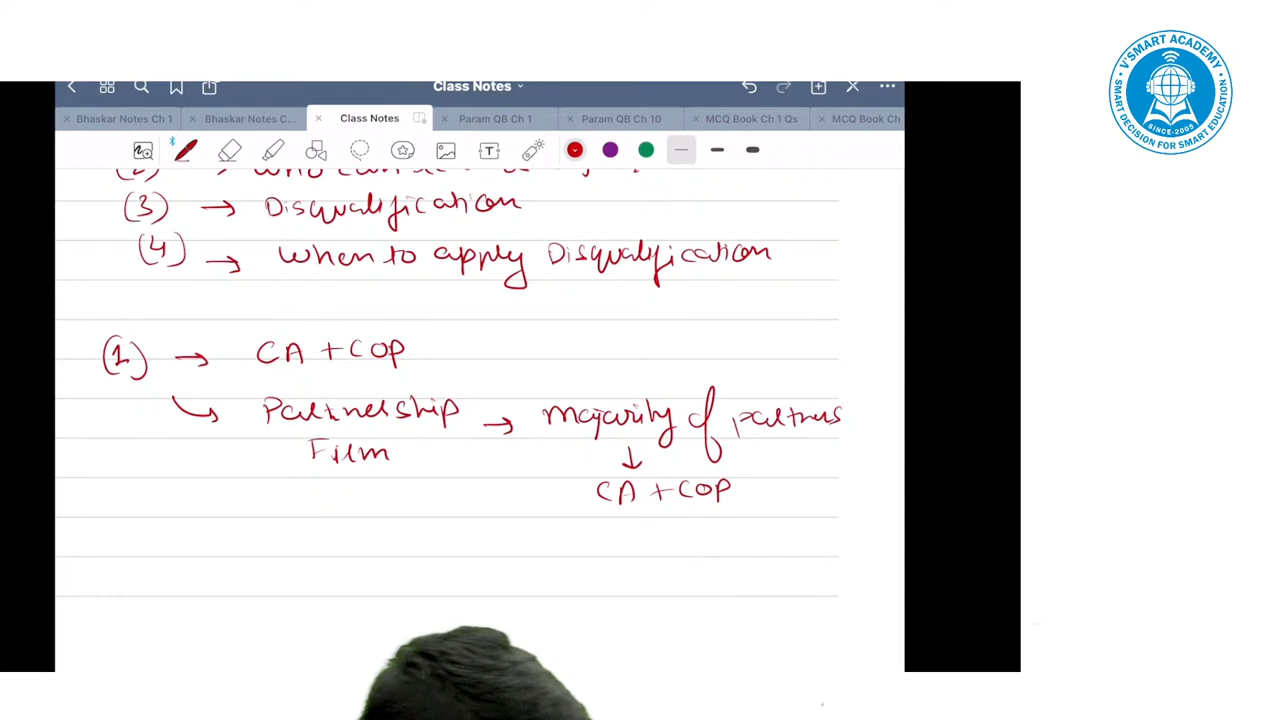 V'SMART ACADEMY
SMART DECISION FOR SMART EDUCATION
SINCE-2005
Class Notes
Bhaskar Notes Ch 1
Bhaskar Notes C...
Class Notes
Param QB Ch 1
Param QB Ch 10
MCQ Book Ch 1 Qs
MCQ Book Ch
(3) → Disqualification
(4) → When to apply Disqualification
(1) → CA + COP
Partnership Firm → Majority of partners
↓
CA + COP